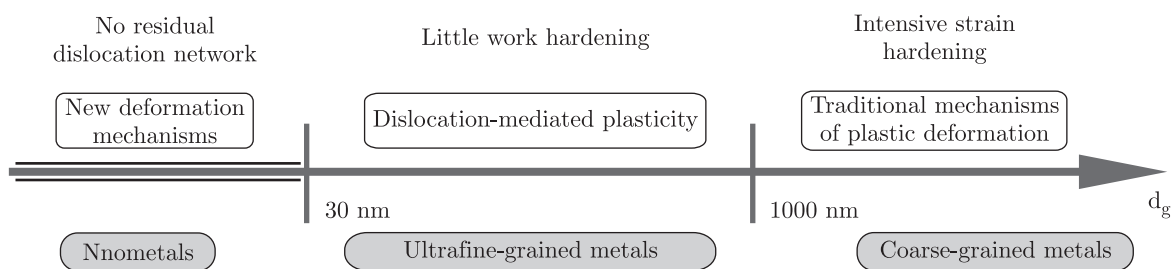 No residual
dislocation network
Little work hardening
Intensive strain
hardening
New deformation
mechanisms
Dislocation-mediated plasticity
Traditional mechanisms
of plastic deformation
30 nm
1000 nm
d_g
Nnometals
Ultrafine-grained metals
Coarse-grained metals